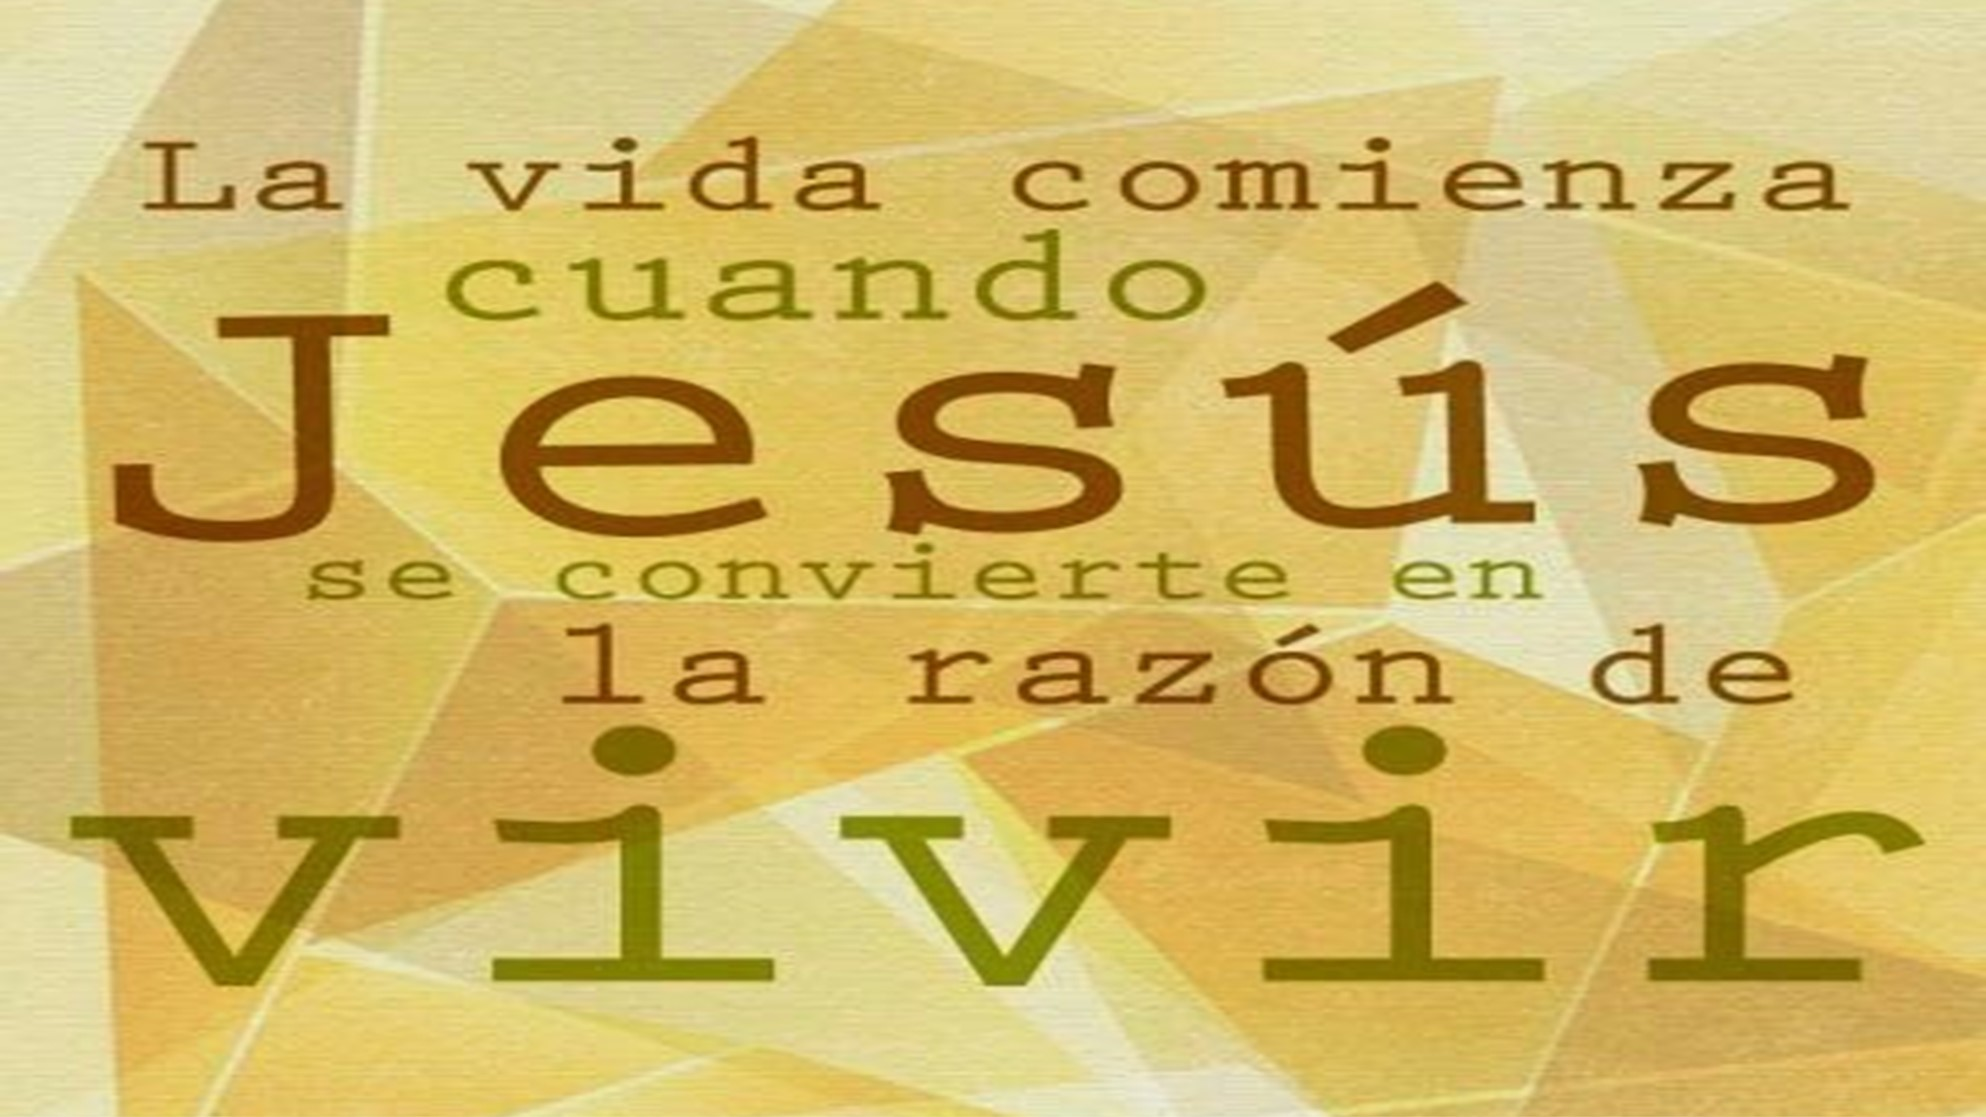 La vida comienza
cuando
Jesús
se convierte en
la razón de
vivir